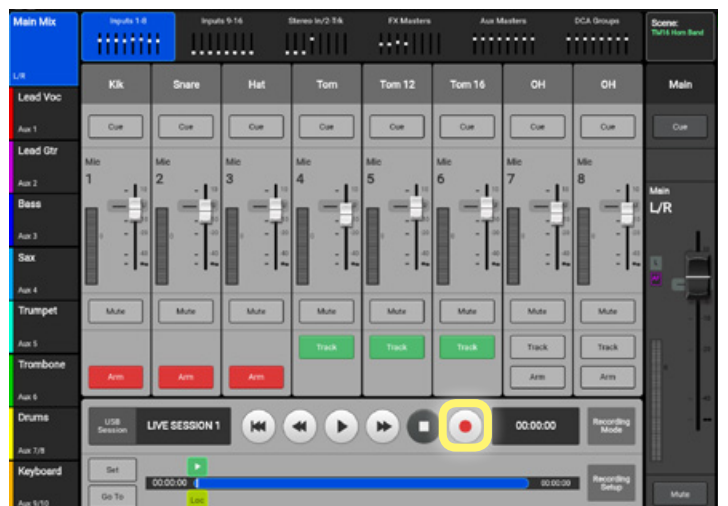 Main Mix
L/R
Inputs 1-8
Inputs 9-16
Stereo In/2-Trk
FX Masters
Aux Masters
DCA Groups
Scene:
TM16 Horn Band
Lead Voc
Aux 1
Lead Gtr
Aux 2
Bass
Aux 3
Sax
Aux 4
Trumpet
Aux 5
Trombone
Aux 6
Drums
Aux 7/8
Keyboard
Aux 9/10
Kik Snare Hat Tom Tom 12 Tom 16 OH OH Main
Cue Cue Cue Cue Cue Cue Cue Cue Cue
Mic Mic Mic Mic Mic Mic Mic Mic
1 2 3 4 5 6 7 8
Main
L/R
Mute Mute Mute Mute Mute Mute Mute Mute
Track Track Track Track Track
Arm Arm Arm Arm Arm
USB
Session
LIVE SESSION 1
00:00:00
Recording
Mode
Set
Go To
00:00:00
Loc
00:00:00
Recording
Setup
Mute